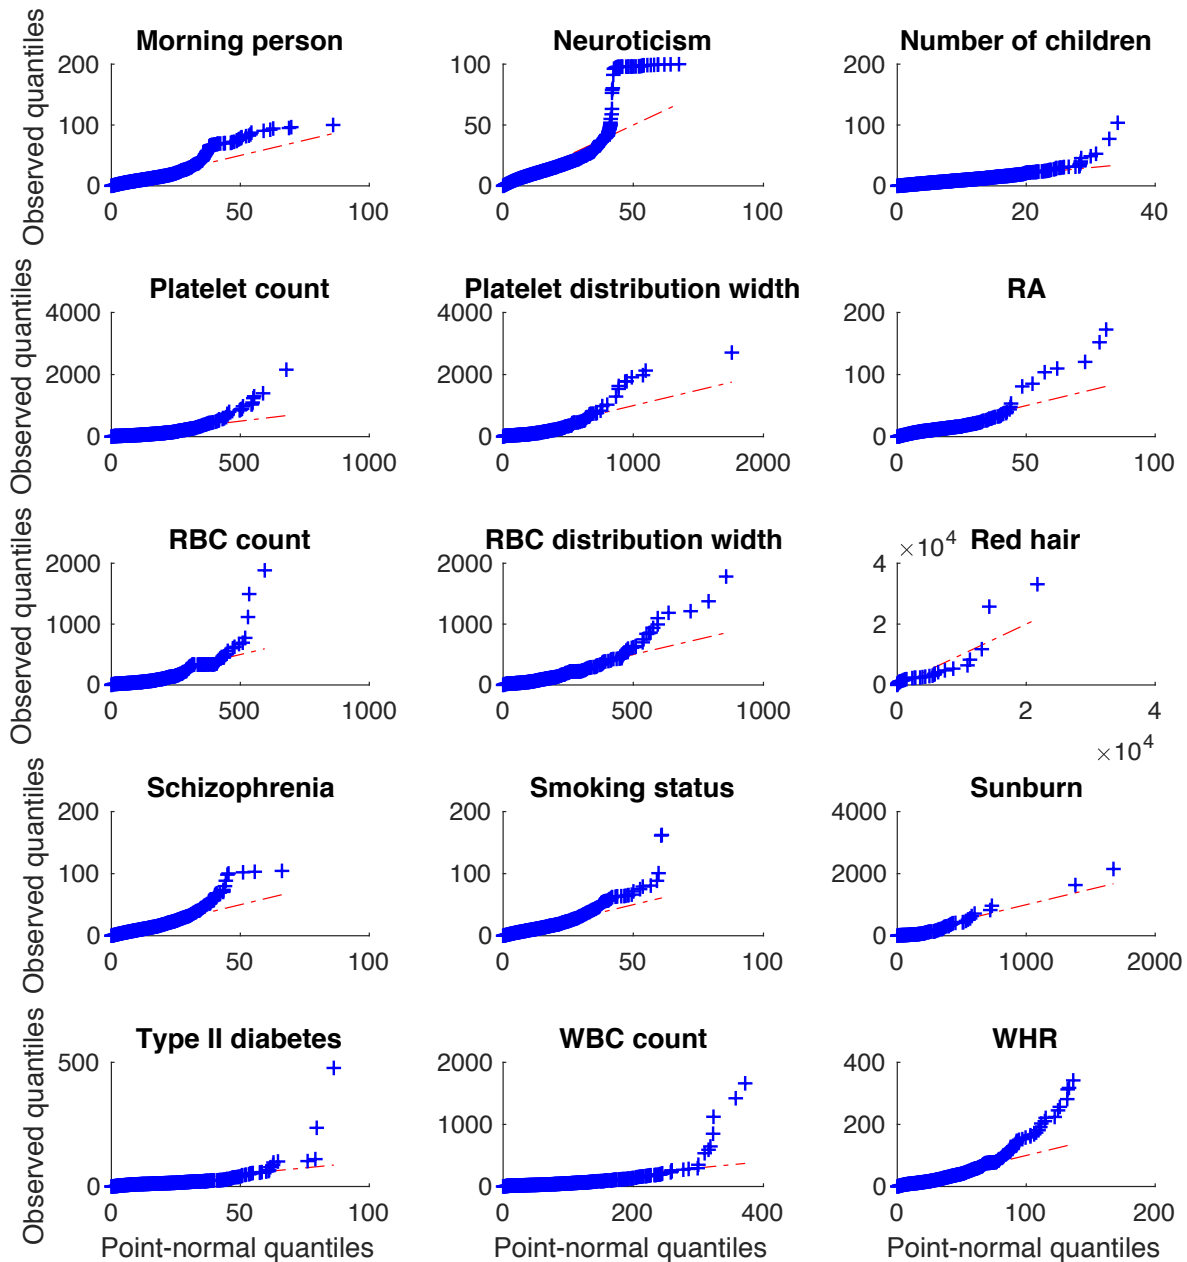 Morning person Neuroticism Number of children
Observed quantiles
200 100 200
100 50 100
0 0 0
0 50 100 0 50 100 0 20 40
Platelet count Platelet distribution width RA
Observed quantiles
4000 4000 200
2000 2000 100
0 0 0
0 500 1000 0 1000 2000 0 50 100
RBC count RBC distribution width ×10^4 Red hair
Observed quantiles
2000 2000 4
1000 1000 2
0 0 0
0 500 1000 0 500 1000 0 2 4
×10^4
Schizophrenia Smoking status Sunburn
Observed quantiles
200 200 4000
100 100 2000
0 0 0
0 50 100 0 50 100 0 1000 2000
Type II diabetes WBC count WHR
Observed quantiles
500 2000 400
1000 200
0 0 0
0 50 100 0 200 400 0 100 200
Point-normal quantiles Point-normal quantiles Point-normal quantiles